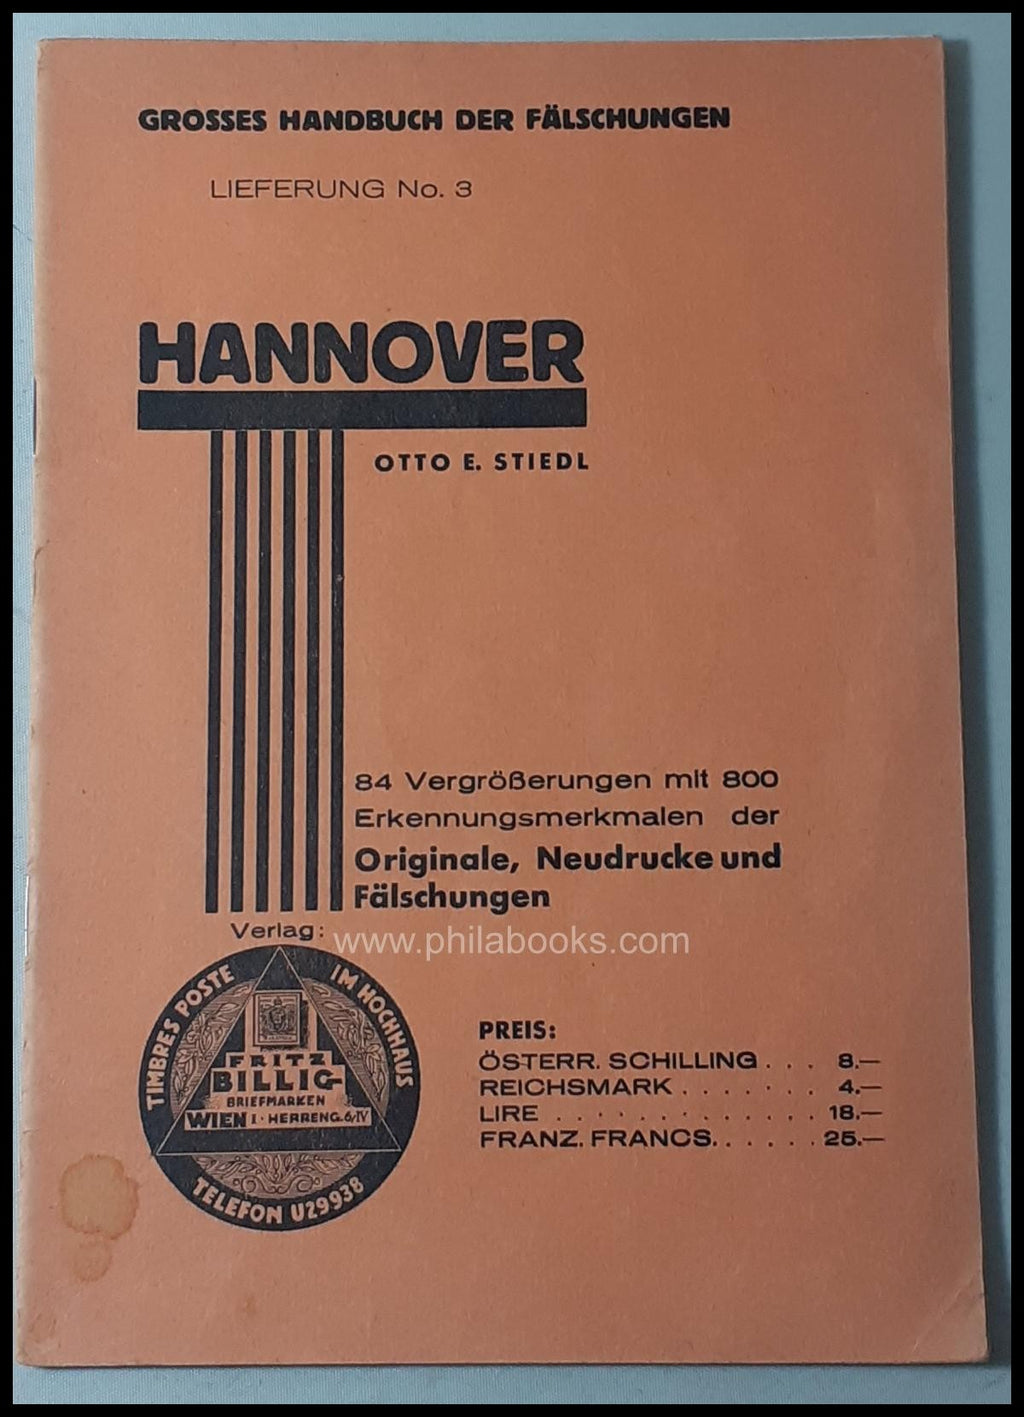 GROSSES HANDBUCH DER FÄLSCHUNGEN
LIEFERUNG No. 3
HANNOVER
OTTO E. STIEDL
84 Vergrößerungen mit 800
Erkennungsmerkmalen der
Originale, Neudrucke und
Fälschungen
Verlag:
www.philabooks.com
TIMBRES POSTE IM HOCHHAUS
FRITZ
BILLIG
BRIEFMARKEN
WIEN I · HERRENG. 6/IV
TELEFON U29938
PREIS:
ÖSTERR. SCHILLING . . . 8.—
REICHSMARK . . . . . . . 4.—
LIRE . . . . . . . . . . . . . 18.—
FRANZ. FRANCS. . . . . . 25.—